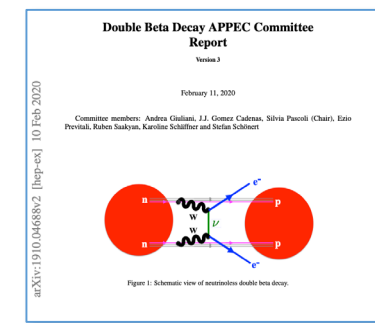 Double Beta Decay APPEC Committee
Report
Version 3
February 11, 2020
Committee members: Andrea Giuliani, J.J. Gomez Cadenas, Silvia Pascoli (Chair), Ezio
Previtali, Ruben Saakyan, Karoline Schäffner and Stefan Schönert
arXiv:1910.04688v2 [hep-ex] 10 Feb 2020
e-
n p
W
ν
W
n p
e-
Figure 1: Schematic view of neutrinoless double beta decay.